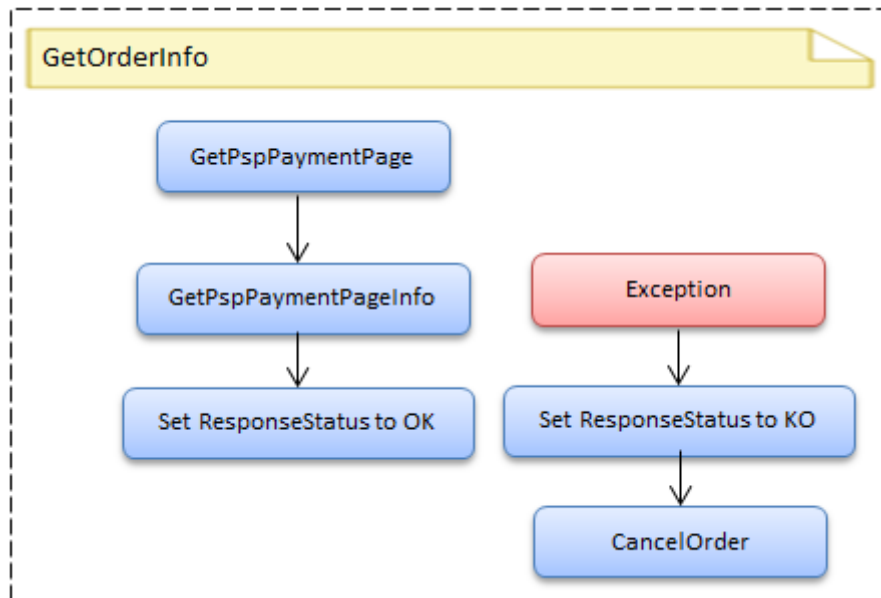 GetOrderInfo
GetPspPaymentPage
GetPspPaymentPageInfo
Set ResponseStatus to OK
Exception
Set ResponseStatus to KO
CancelOrder